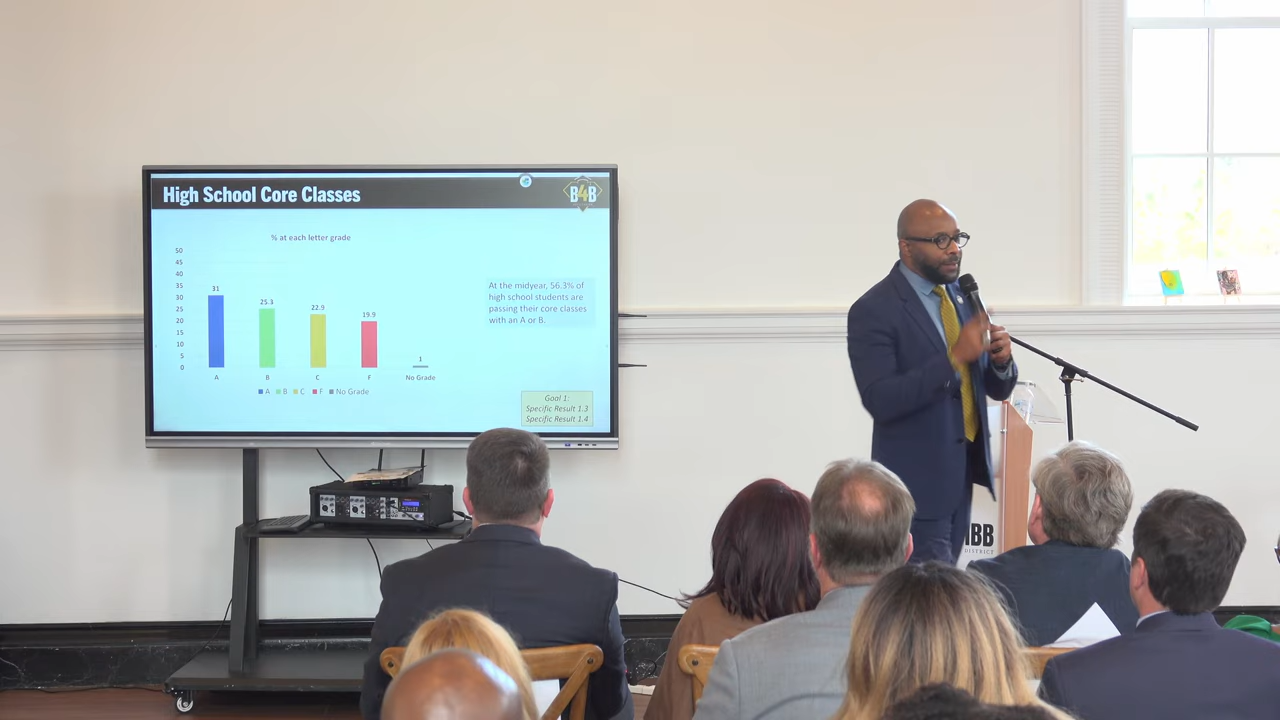 High School Core Classes
B4B
% at each letter grade
50
45
40
35
30
25
20
15
10
5
0
31
25.3
22.9
19.9
1
A
B
C
F
No Grade
A B C F No Grade
At the midyear, 56.3% of
high school students are
passing their core classes
with an A or B.
Goal 1:
Specific Result 1.3
Specific Result 1.4
IBB
DISTRICT